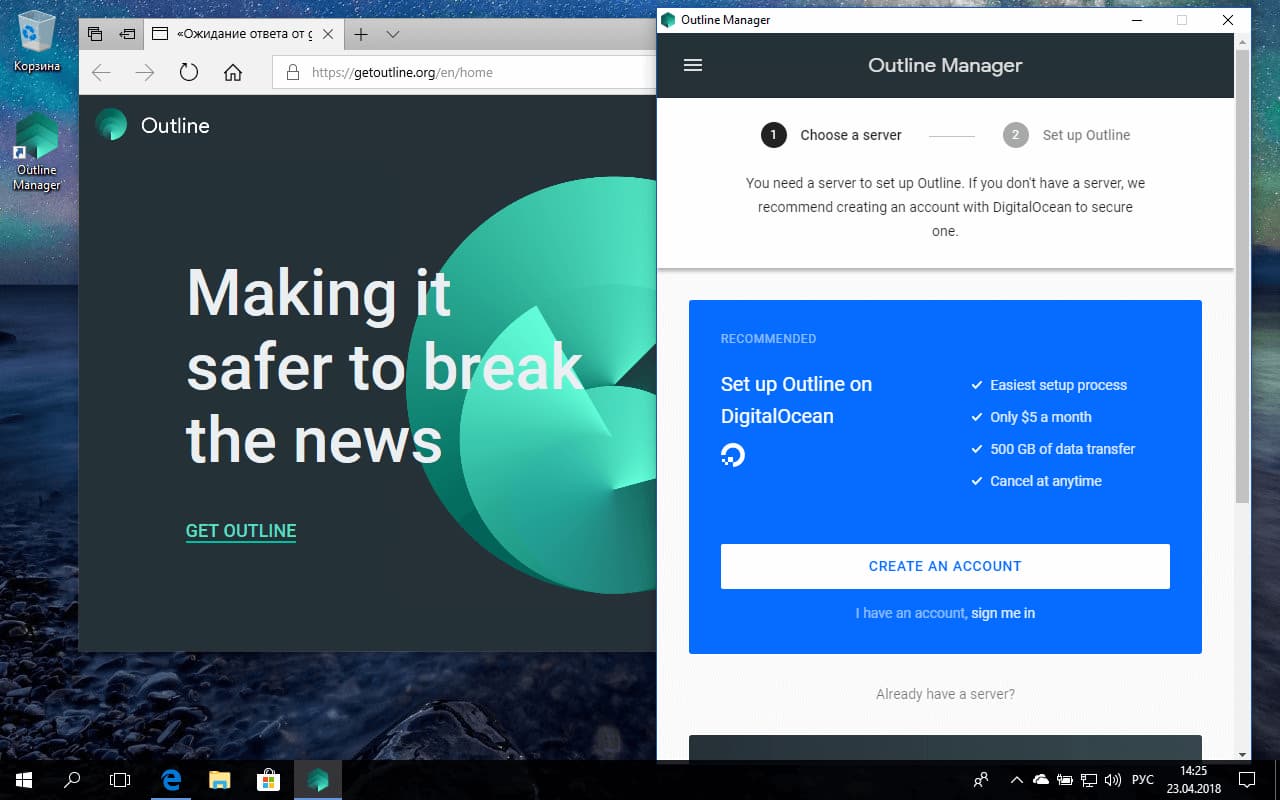 Корзина
Outline
Manager
«Ожидание ответа от g
https://getoutline.org/en/home
Outline
Making it
safer to break
the news
GET OUTLINE
Outline Manager
Outline Manager
1 Choose a server
2 Set up Outline
You need a server to set up Outline. If you don't have a server, we
recommend creating an account with DigitalOcean to secure
one.
RECOMMENDED
Set up Outline on
DigitalOcean
Easiest setup process
Only $5 a month
500 GB of data transfer
Cancel at anytime
CREATE AN ACCOUNT
I have an account, sign me in
Already have a server?
РУС
14:25
23.04.2018